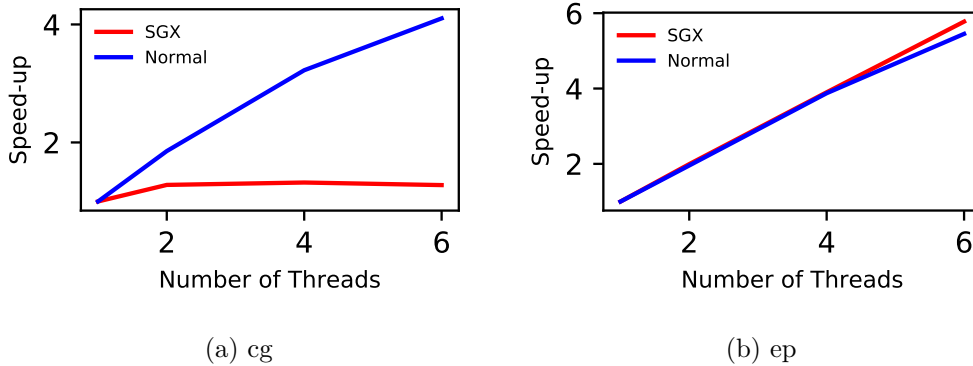 4
2
Speed-up
SGX
Normal
2 4 6
Number of Threads
(a) cg
6
4
2
Speed-up
SGX
Normal
2 4 6
Number of Threads
(b) ep